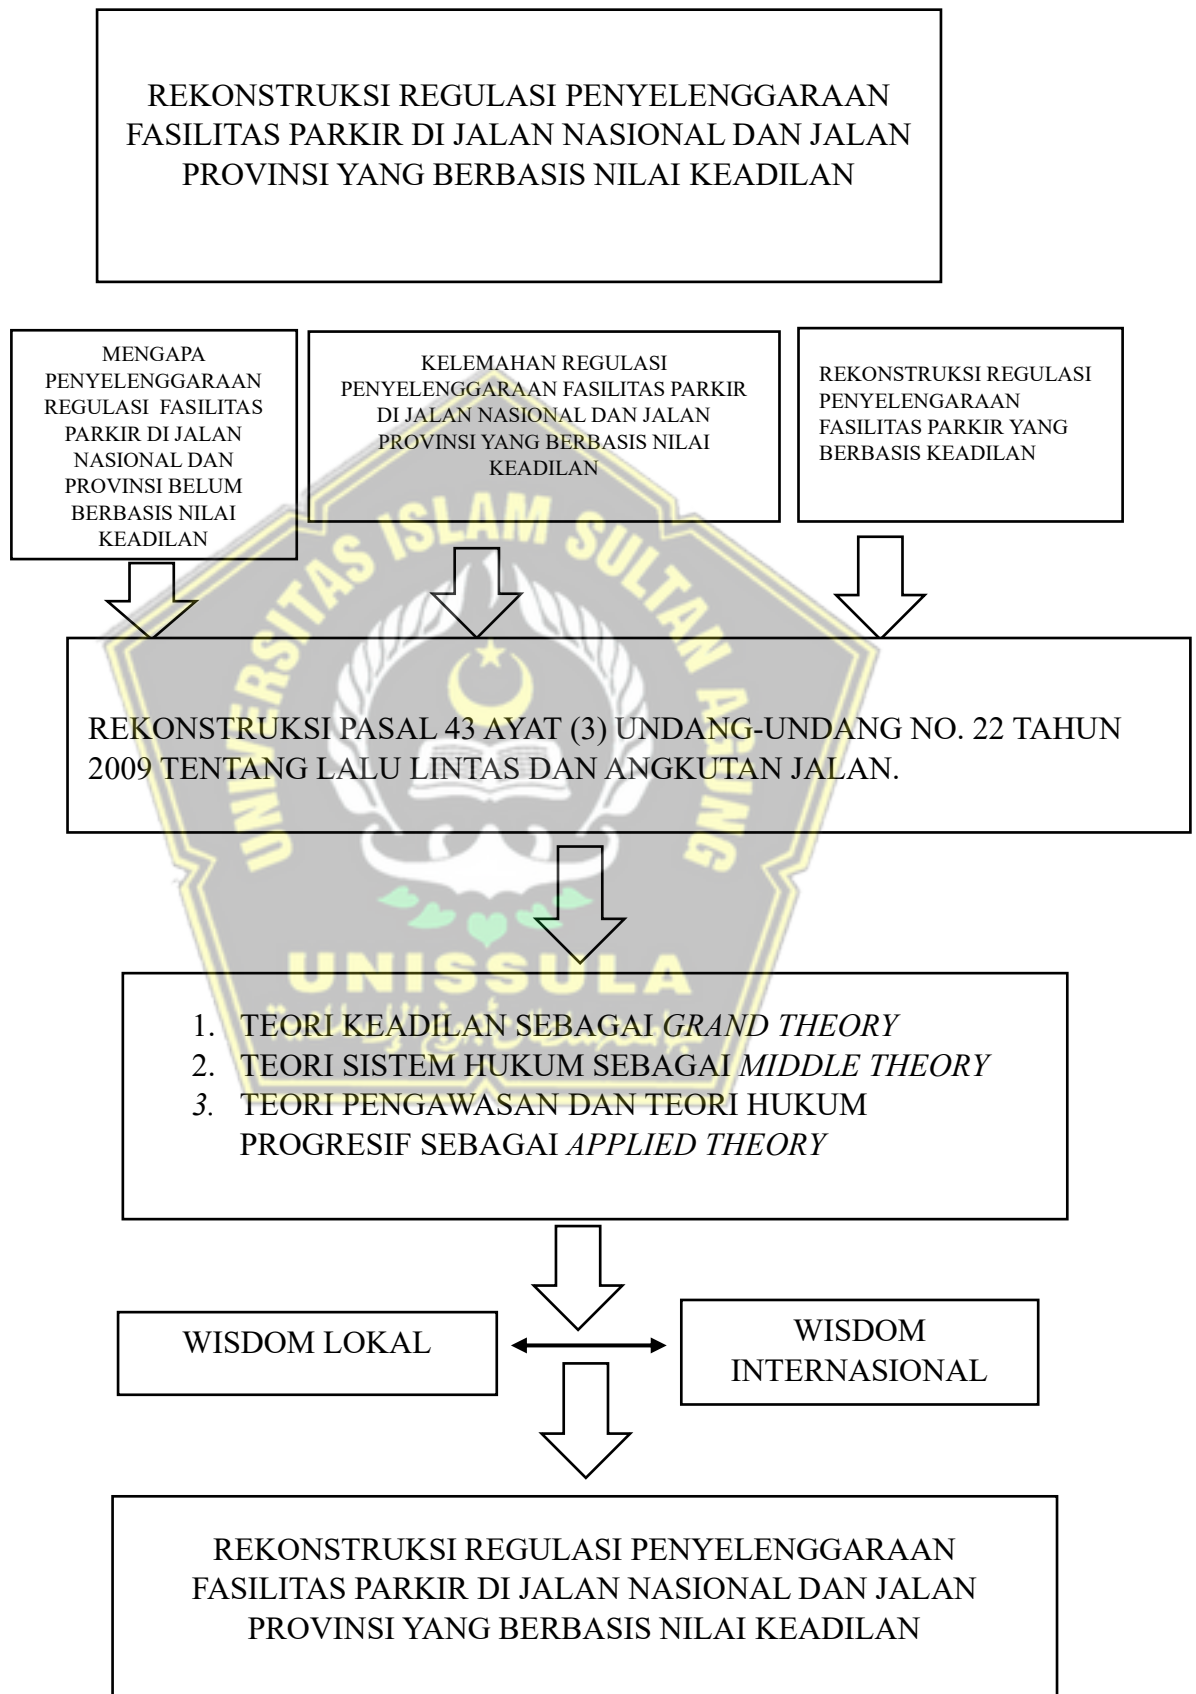 REKONSTRUKSI REGULASI PENYELENGGARAAN
FASILITAS PARKIR DI JALAN NASIONAL DAN JALAN
PROVINSI YANG BERBASIS NILAI KEADILAN
MENGAPA
PENYELENGGARAAN
REGULASI FASILITAS
PARKIR DI JALAN
NASIONAL DAN
PROVINSI BELUM
BERBASIS NILAI
KEADILAN
KELEMAHAN REGULASI
PENYELENGGARAAN FASILITAS PARKIR
DI JALAN NASIONAL DAN JALAN
PROVINSI YANG BERBASIS NILAI
KEADILAN
REKONSTRUKSI REGULASI
PENYELENGARAAN
FASILITAS PARKIR YANG
BERBASIS KEADILAN
UNIVERSITAS ISLAM SULTAN AGUNG
REKONSTRUKSI PASAL 43 AYAT (3) UNDANG-UNDANG NO. 22 TAHUN
2009 TENTANG LALU LINTAS DAN ANGKUTAN JALAN.
UNISSULA
1. TEORI KEADILAN SEBAGAI GRAND THEORY
2. TEORI SISTEM HUKUM SEBAGAI MIDDLE THEORY
3. TEORI PENGAWASAN DAN TEORI HUKUM
PROGRESIF SEBAGAI APPLIED THEORY
WISDOM LOKAL
WISDOM
INTERNASIONAL
REKONSTRUKSI REGULASI PENYELENGGARAAN
FASILITAS PARKIR DI JALAN NASIONAL DAN JALAN
PROVINSI YANG BERBASIS NILAI KEADILAN